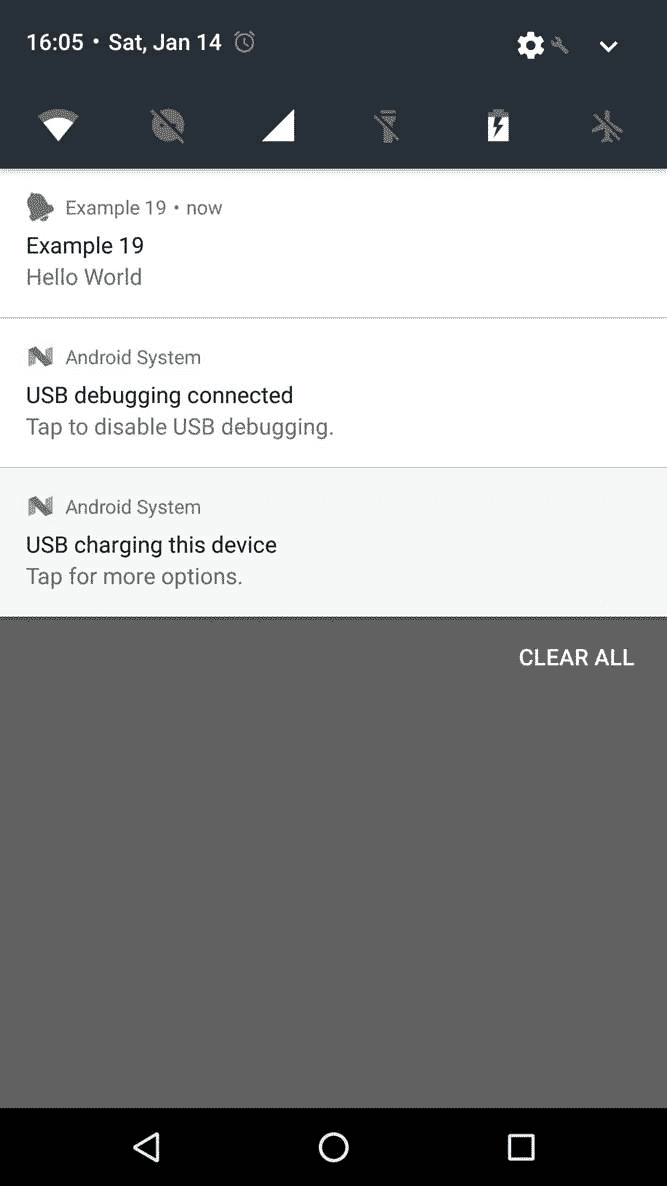 16:05 • Sat, Jan 14
Example 19 • now
Example 19
Hello World
Android System
USB debugging connected
Tap to disable USB debugging.
Android System
USB charging this device
Tap for more options.
CLEAR ALL